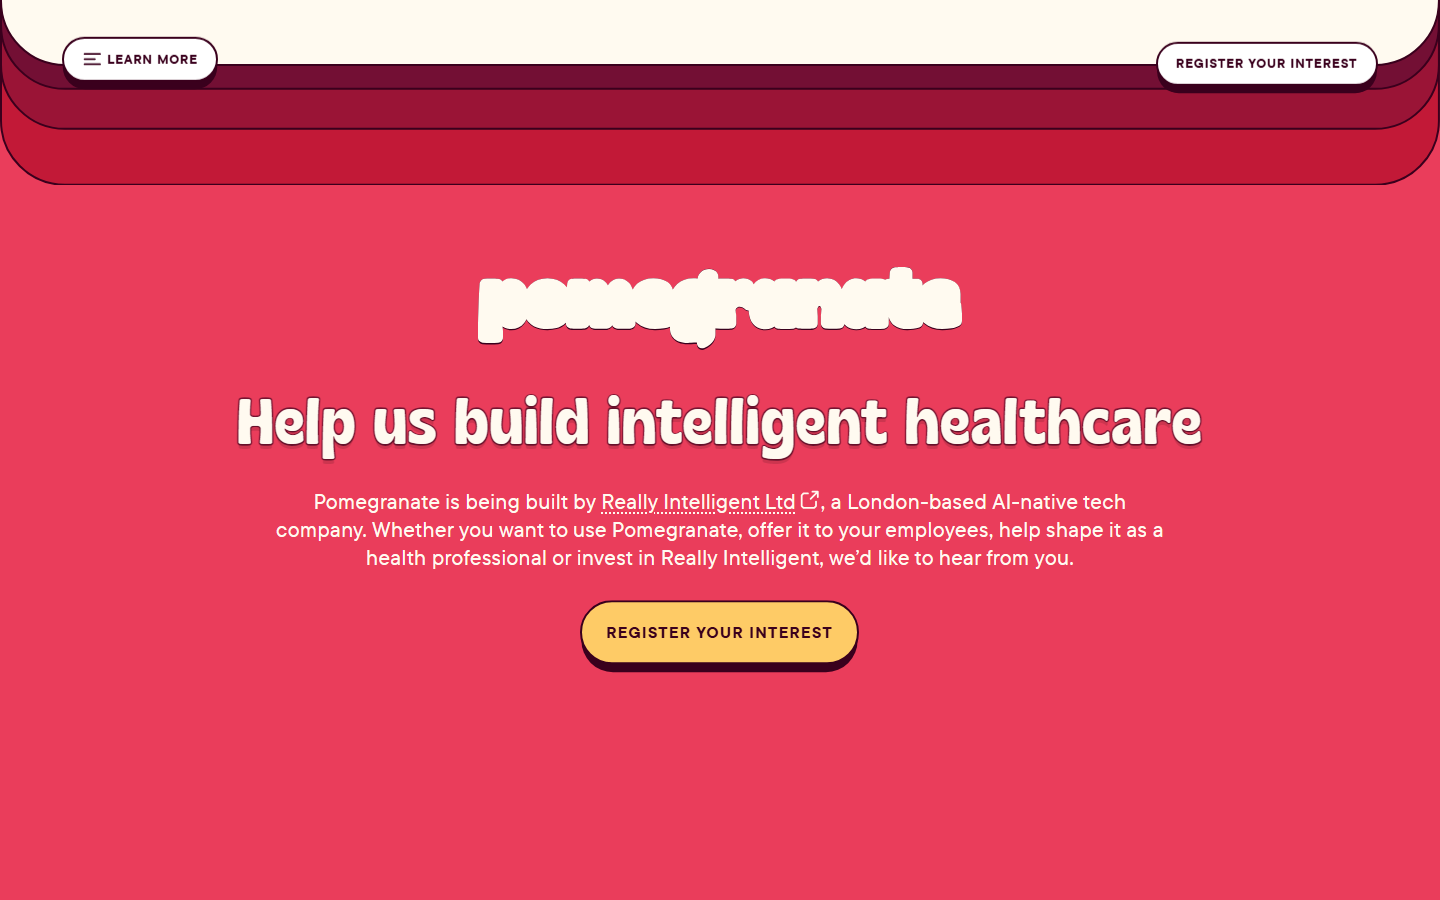 LEARN MORE
REGISTER YOUR INTEREST
pomegranate
Help us build intelligent healthcare
Pomegranate is being built by Really Intelligent Ltd, a London-based AI-native tech
company. Whether you want to use Pomegranate, offer it to your employees, help shape it as a
health professional or invest in Really Intelligent, we’d like to hear from you.
REGISTER YOUR INTEREST